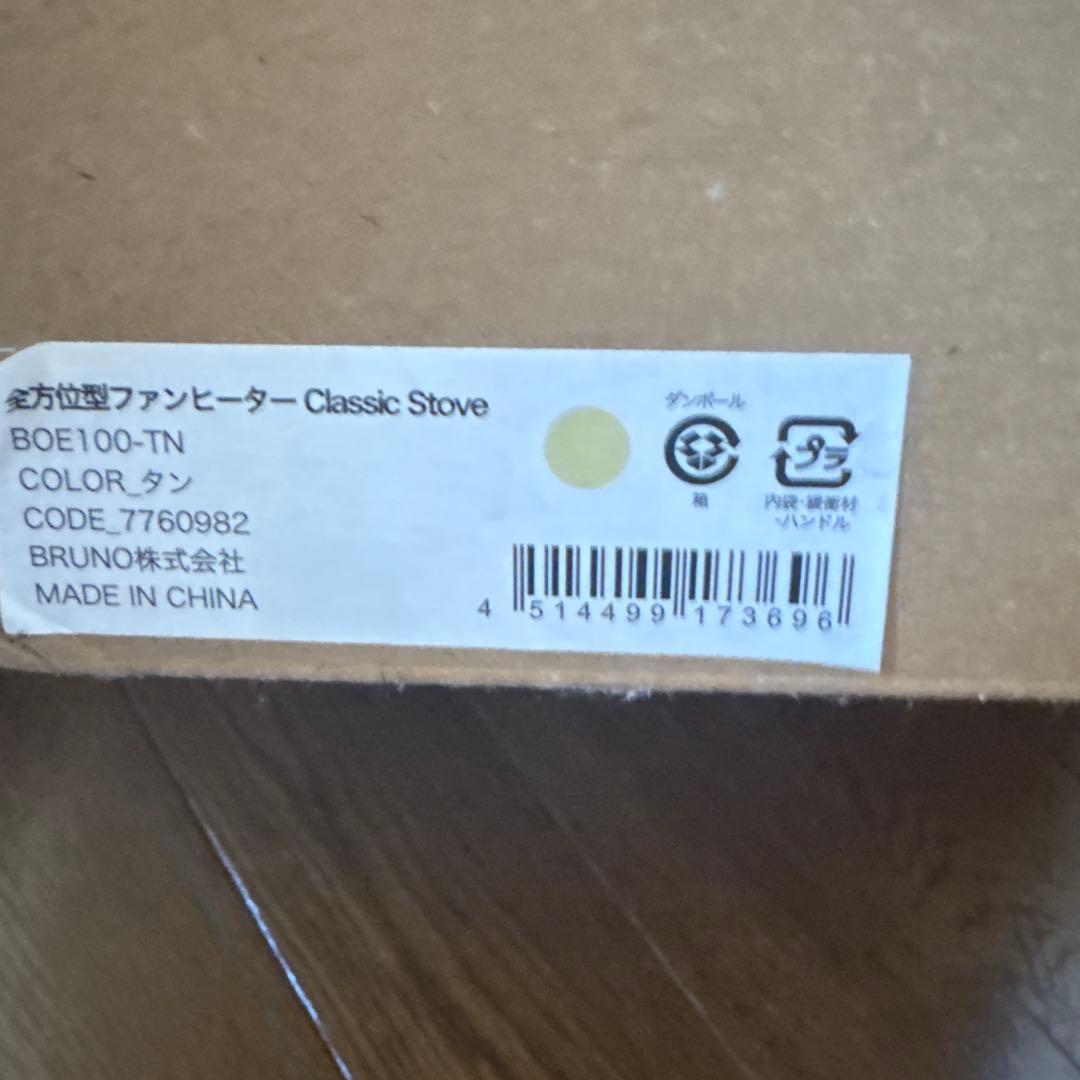 全方位型ファンヒーター Classic Stove
BOE100-TN
COLOR_タン
CODE_7760982
BRUNO株式会社
MADE IN CHINA
ダンボール
箱
プラ
内袋・緩衝材
・ハンドル
4 514499 173696